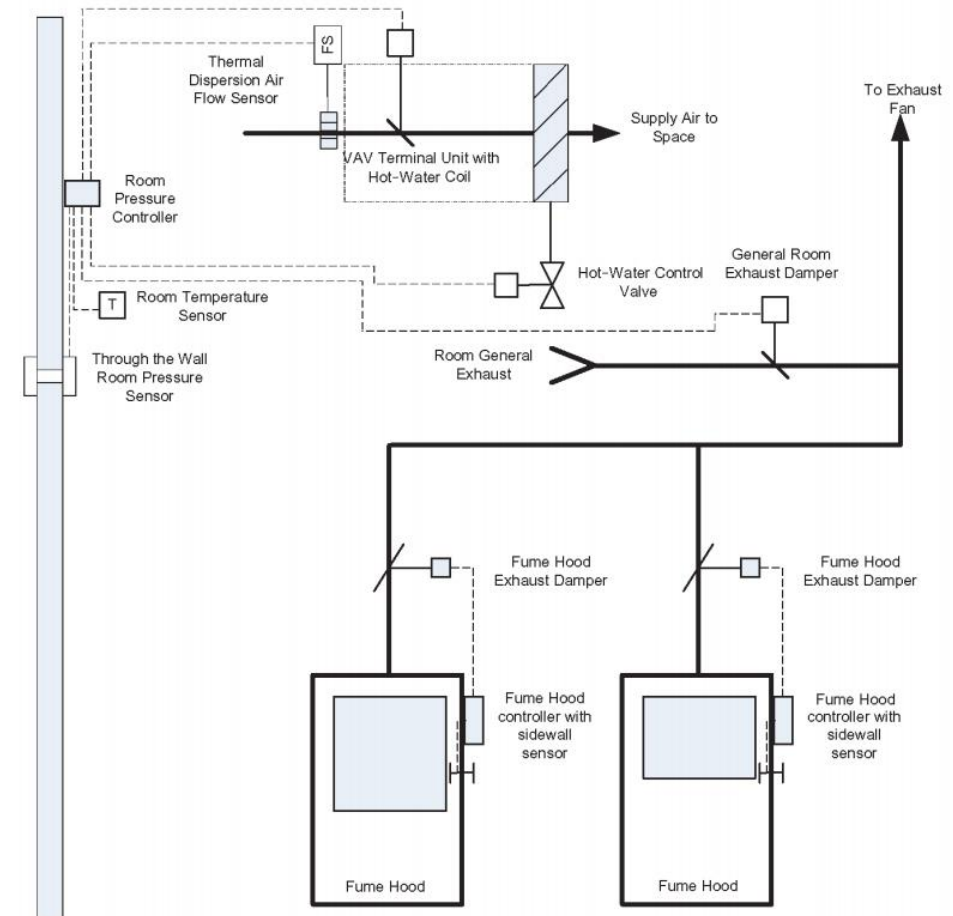 FS
Thermal
Dispersion Air
Flow Sensor
To Exhaust
Fan
Supply Air to
Space
VAV Terminal Unit with
Hot-Water Coil
Room
Pressure
Controller
General Room
Exhaust Damper
Hot-Water Control
Valve
T
Room Temperature
Sensor
Through the Wall
Room Pressure
Sensor
Room General
Exhaust
Fume Hood
Exhaust Damper
Fume Hood
Exhaust Damper
Fume Hood
controller with
sidewall
sensor
Fume Hood
controller with
sidewall
sensor
Fume Hood
Fume Hood